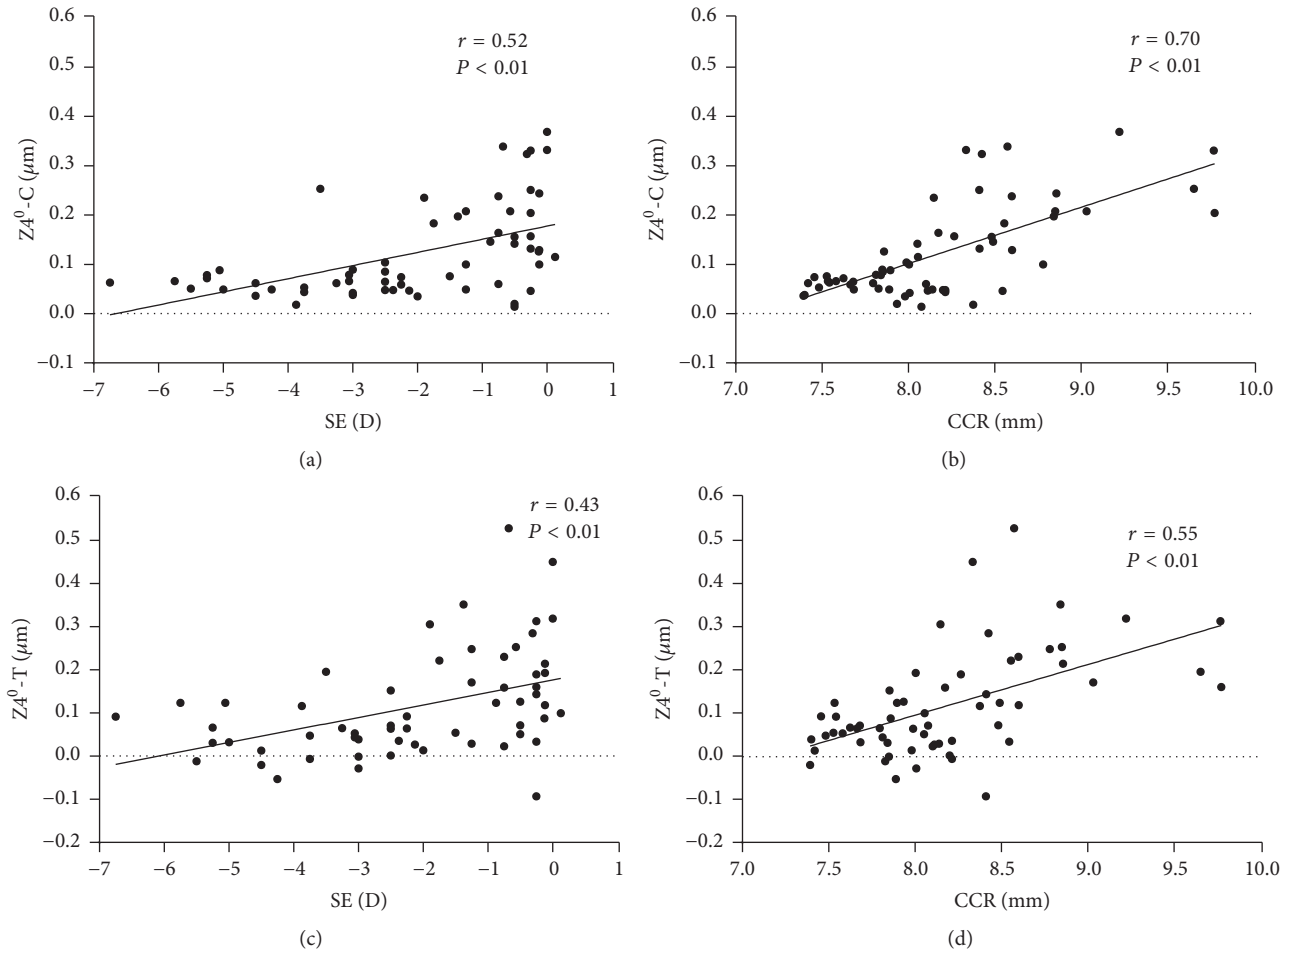 0.6
0.5
0.4
0.3
0.2
0.1
0.0
−0.1
Z4⁰-C (μm)
r = 0.52
P < 0.01
−7 −6 −5 −4 −3 −2 −1 0 1
SE (D)
(a)
0.6
0.5
0.4
0.3
0.2
0.1
0.0
−0.1
Z4⁰-C (μm)
r = 0.70
P < 0.01
7.0 7.5 8.0 8.5 9.0 9.5 10.0
CCR (mm)
(b)
0.6
0.5
0.4
0.3
0.2
0.1
0.0
−0.1
−0.2
Z4⁰-T (μm)
r = 0.43
P < 0.01
−7 −6 −5 −4 −3 −2 −1 0 1
SE (D)
(c)
0.6
0.5
0.4
0.3
0.2
0.1
0.0
−0.1
−0.2
Z4⁰-T (μm)
r = 0.55
P < 0.01
7.0 7.5 8.0 8.5 9.0 9.5 10.0
CCR (mm)
(d)